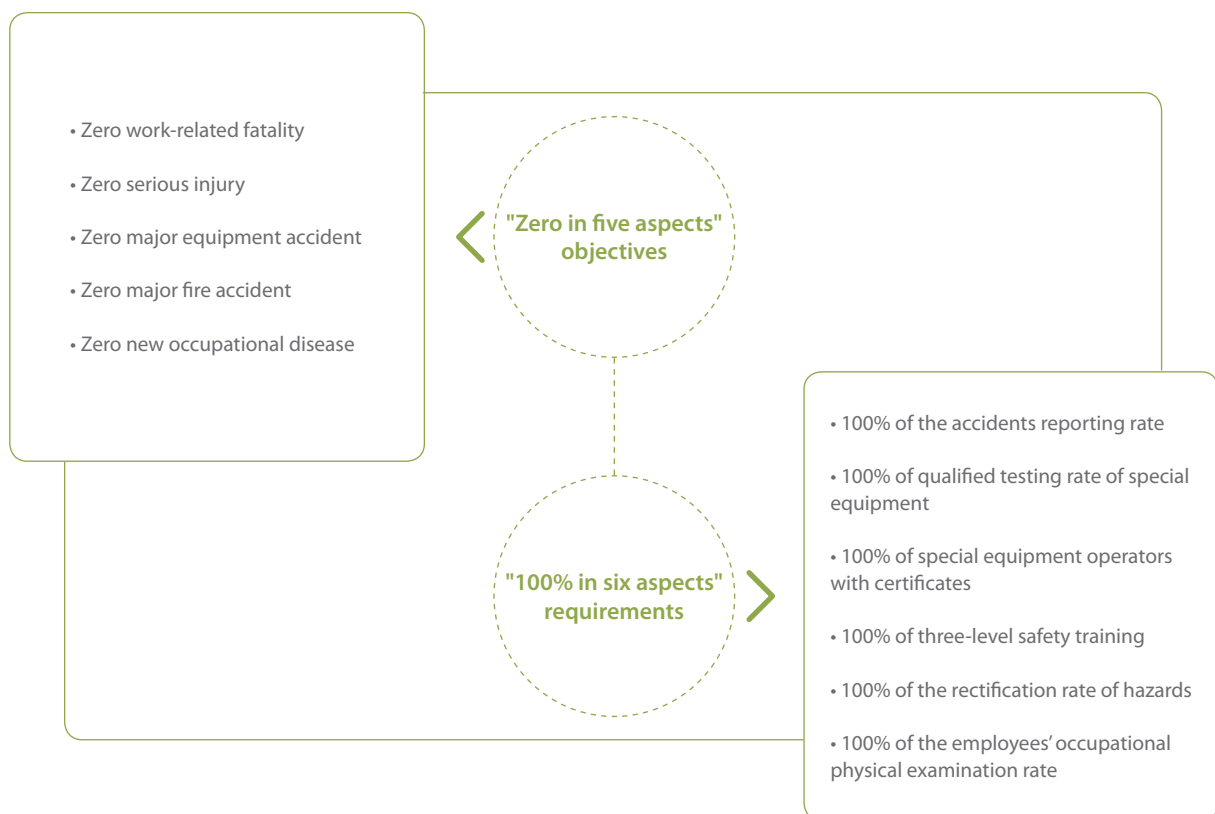 • Zero work-related fatality
• Zero serious injury
• Zero major equipment accident
• Zero major fire accident
• Zero new occupational disease
"Zero in five aspects"
objectives
"100% in six aspects"
requirements
• 100% of the accidents reporting rate
• 100% of qualified testing rate of special
equipment
• 100% of special equipment operators
with certificates
• 100% of three-level safety training
• 100% of the rectification rate of hazards
• 100% of the employees’ occupational
physical examination rate